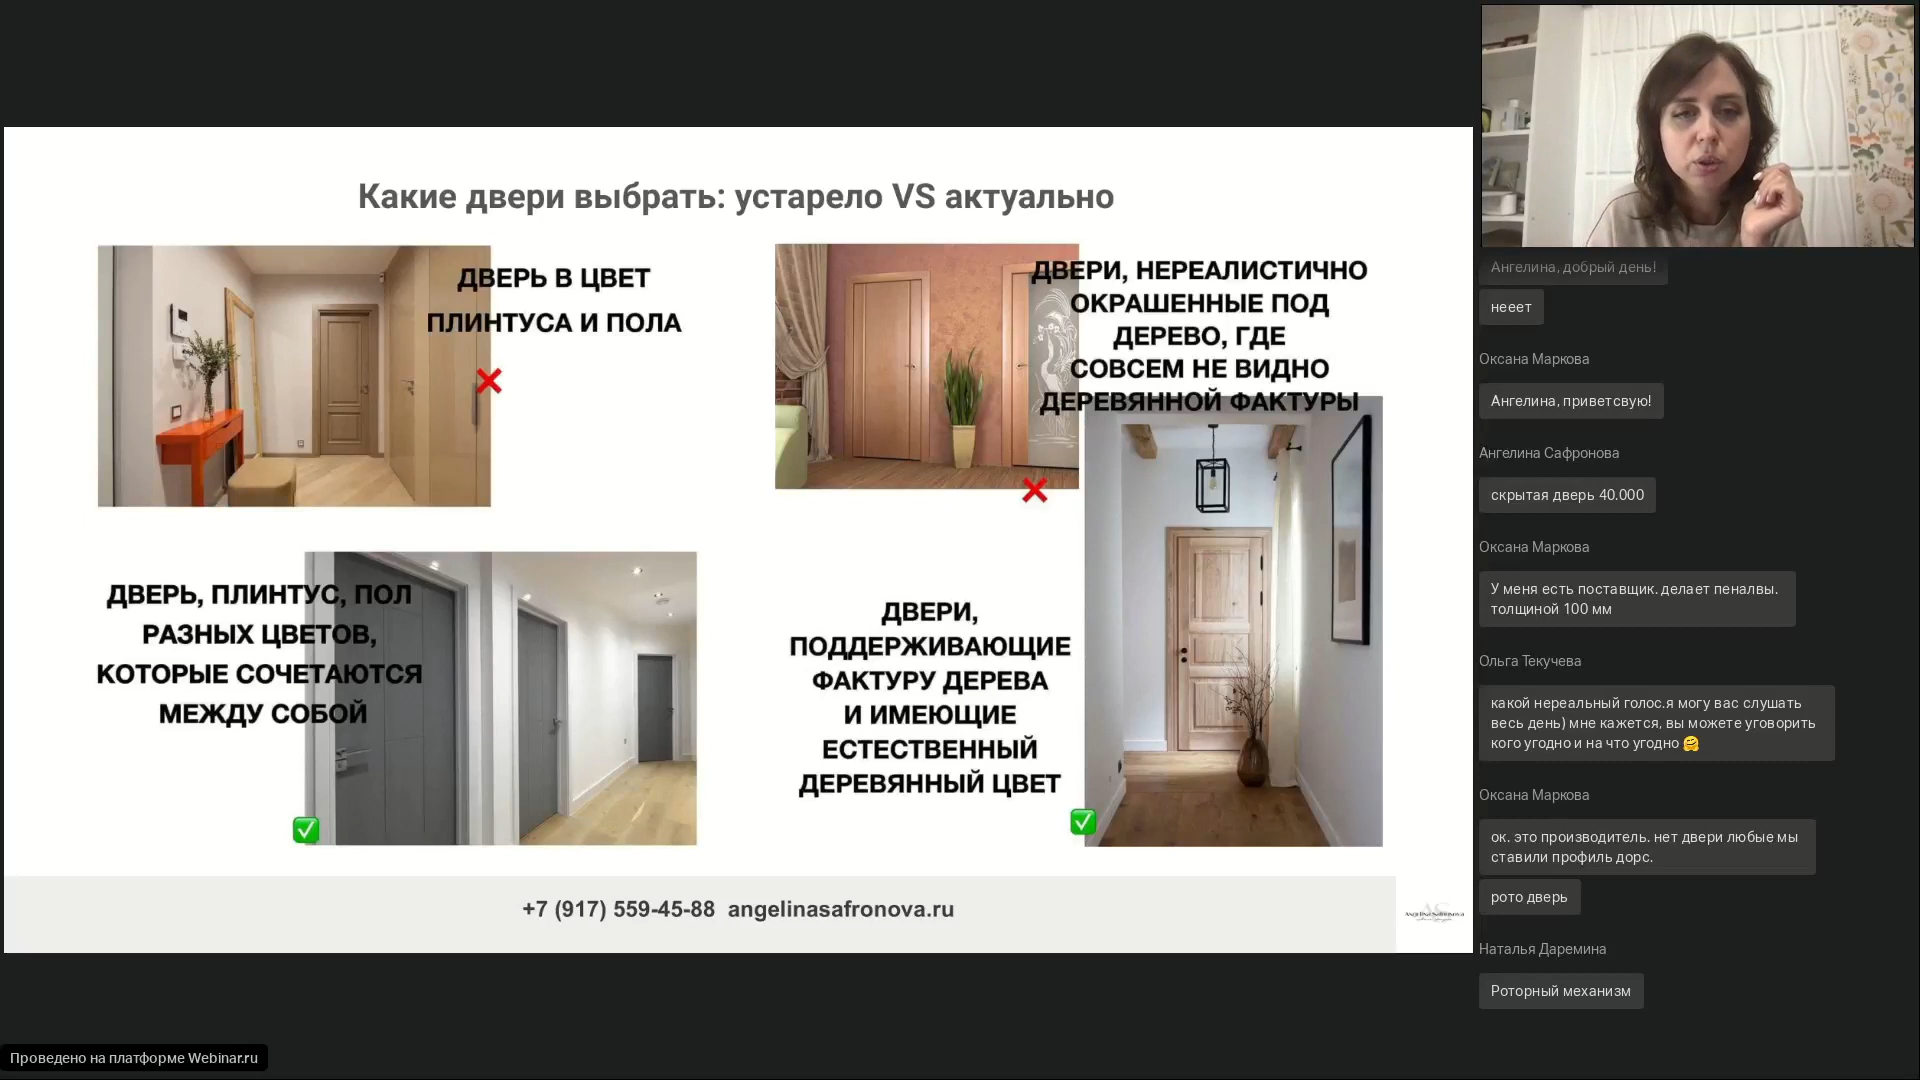 Какие двери выбрать: устарело VS актуально
ДВЕРЬ В ЦВЕТ
ПЛИНТУСА И ПОЛА
ДВЕРИ, НЕРЕАЛИСТИЧНО
ОКРАШЕННЫЕ ПОД
ДЕРЕВО, ГДЕ
СОВСЕМ НЕ ВИДНО
ДЕРЕВЯННОЙ ФАКТУРЫ
ДВЕРЬ, ПЛИНТУС, ПОЛ
РАЗНЫХ ЦВЕТОВ,
КОТОРЫЕ СОЧЕТАЮТСЯ
МЕЖДУ СОБОЙ
ДВЕРИ,
ПОДДЕРЖИВАЮЩИЕ
ФАКТУРУ ДЕРЕВА
И ИМЕЮЩИЕ
ЕСТЕСТВЕННЫЙ
ДЕРЕВЯННЫЙ ЦВЕТ
+7 (917) 559-45-88 angelinasafronova.ru
Ангелина, добрый день!
нееет
Оксана Маркова
Ангелина, приветсвую!
Ангелина Сафронова
скрытая дверь 40.000
Оксана Маркова
У меня есть поставщик. делает пеналвы.
толщиной 100 мм
Ольга Текучева
какой нереальный голос.я могу вас слушать
весь день) мне кажется, вы можете уговорить
кого угодно и на что угодно 🤗
Оксана Маркова
ок. это производитель. нет двери любые мы
ставили профиль дорс.
рото дверь
Наталья Даремина
Роторный механизм
Проведено на платформе Webinar.ru